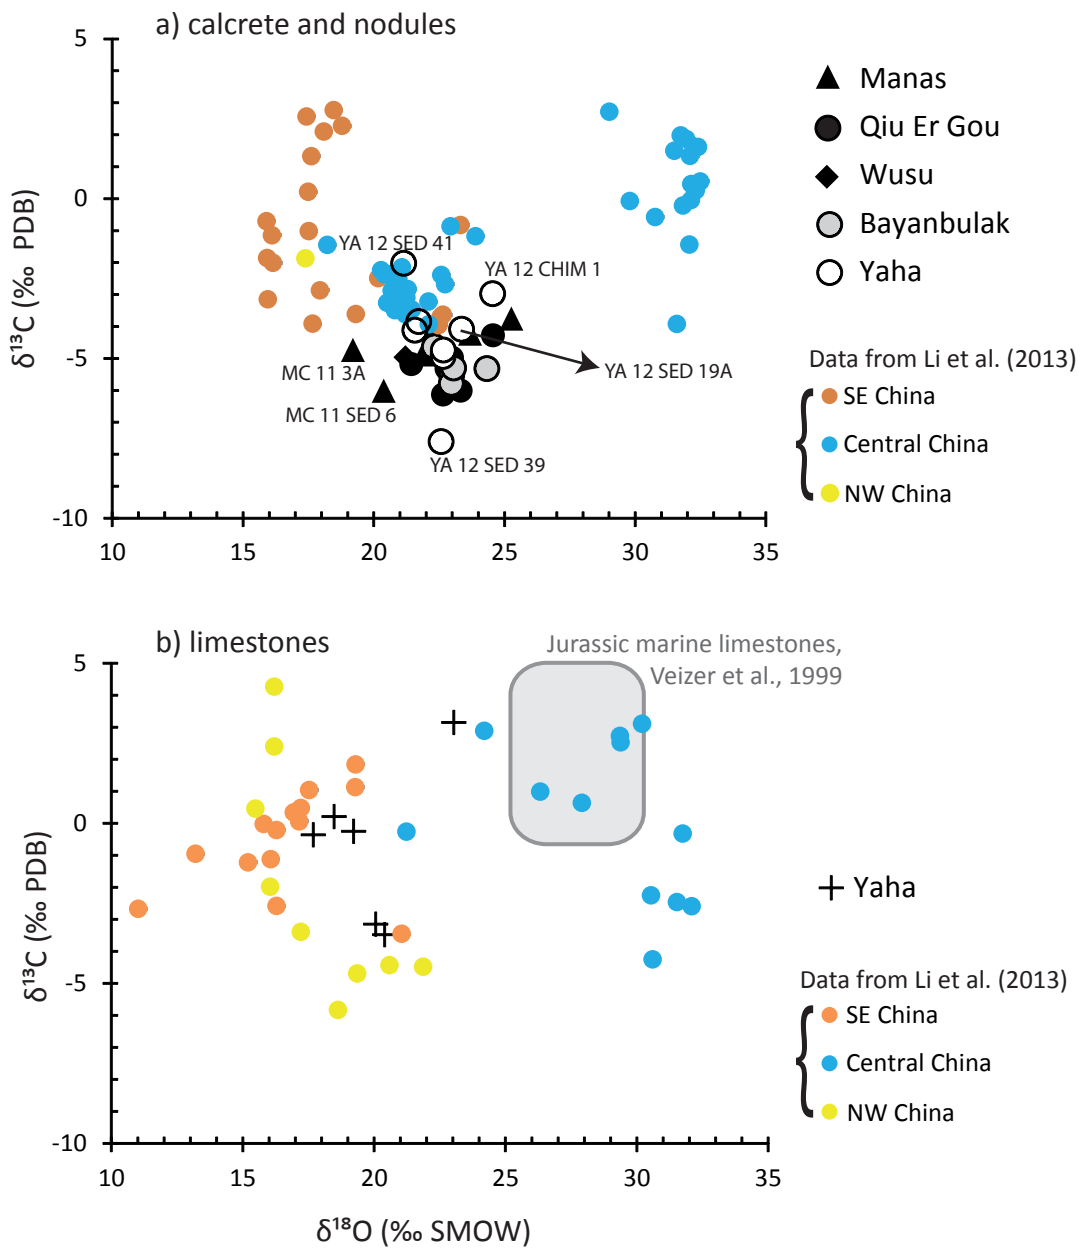 a) calcrete and nodules
5
0
-5
-10
δ¹³C (‰ PDB)
10 15 20 25 30 35
YA 12 SED 41
YA 12 CHIM 1
MC 11 3A
YA 12 SED 19A
MC 11 SED 6
YA 12 SED 39
Manas
Qiu Er Gou
Wusu
Bayanbulak
Yaha
Data from Li et al. (2013)
SE China
Central China
NW China
b) limestones
Jurassic marine limestones,
Veizer et al., 1999
5
0
-5
-10
δ¹³C (‰ PDB)
10 15 20 25 30 35
δ¹⁸O (‰ SMOW)
Yaha
Data from Li et al. (2013)
SE China
Central China
NW China